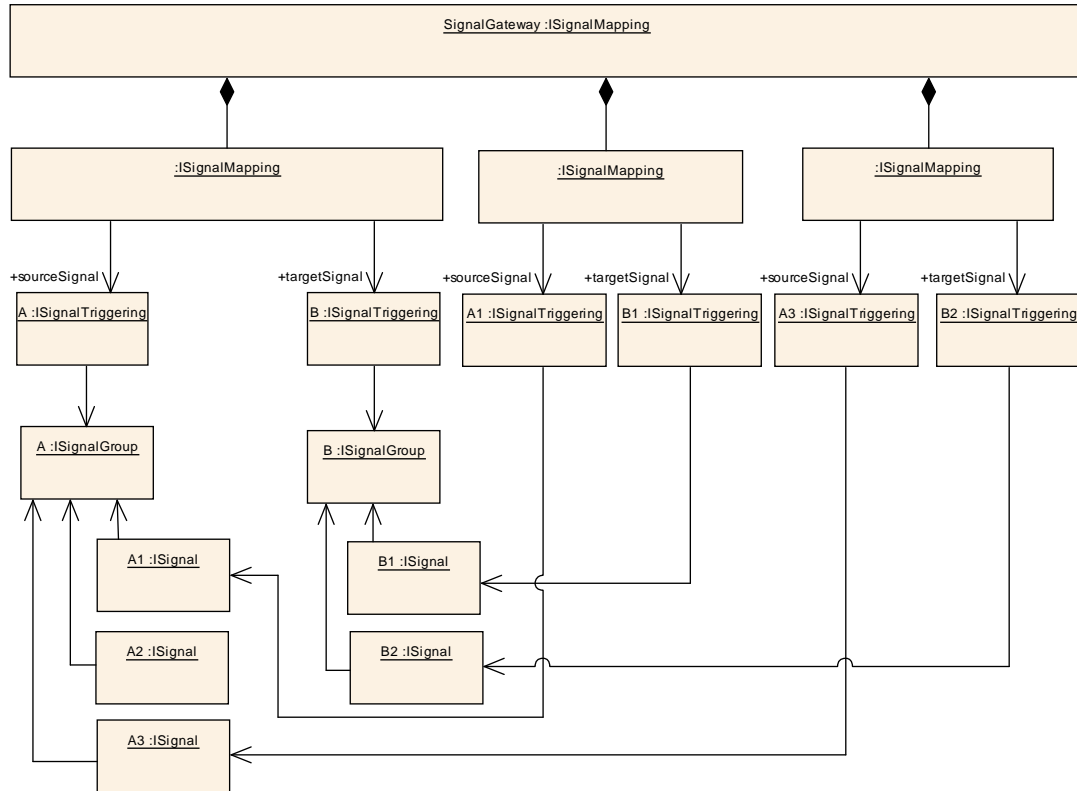 SignalGateway :ISignalMapping
:ISignalMapping
:ISignalMapping
:ISignalMapping
+sourceSignal
+targetSignal
+sourceSignal
+targetSignal
+sourceSignal
+targetSignal
A :ISignalTriggering
B :ISignalTriggering
A1 :ISignalTriggering
B1 :ISignalTriggering
A3 :ISignalTriggering
B2 :ISignalTriggering
A :ISignalGroup
B :ISignalGroup
A1 :ISignal
B1 :ISignal
A2 :ISignal
B2 :ISignal
A3 :ISignal